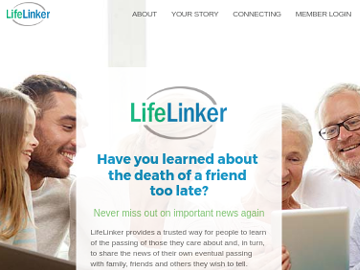 LifeLinker
ABOUT YOUR STORY CONNECTING MEMBER LOGIN
LifeLinker
Have you learned about
the death of a friend
too late?
Never miss out on important news again
LifeLinker provides a trusted way for people to learn
of the passing of those they care about and, in turn,
to share the news of their own eventual passing
with family, friends and others they wish to tell.